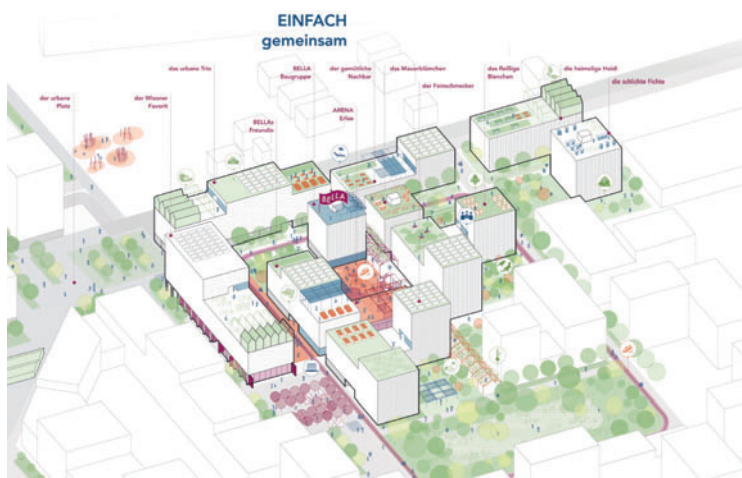 EINFACH
gemeinsam
das urbane Trio
BELLA
Baugruppe
der gemütliche
Nachbar
das Mauerblümchen
der Feinschmecker
das fleißige
Bienchen
die heimelige Heidi
die schlichte Fichte
der urbane
Platz
der Wiener
Favorit
BELLAs
Freundin
ARENA
Erlaa
BELLA